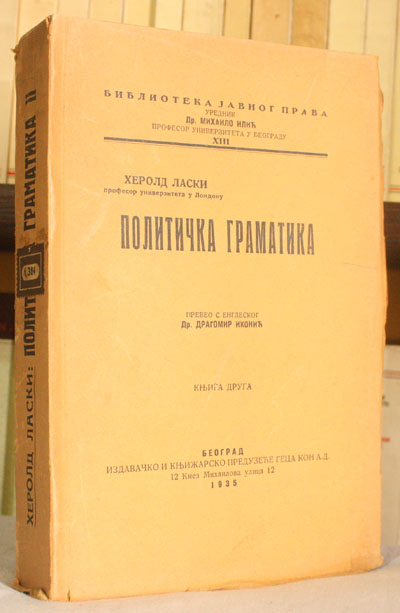 БИБЛИОТЕКА ЈАВНОГ ПРАВА
УРЕДНИК
Др. МИХАИЛО ИЛИЋ
ПРОФЕСОР УНИВЕРЗИТЕТА У БЕОГРАДУ
XIII
ХЕРОЛД ЛАСКИ
професор универзитета у Лондону
ПОЛИТИЧКА ГРАМАТИКА
ПРЕВЕО С ЕНГЛЕСКОГ
Др. ДРАГОМИР ИКОНИЋ
КЊИГА ДРУГА
БЕОГРАД
ИЗДАВАЧКО И КЊИЖАРСКО ПРЕДУЗЕЋЕ ГЕЦА КОН А.Д.
12 Кнез Михаилова улица 12
1935
ХЕРОЛД ЛАСКИ: ПОЛИТ ГРАМАТИКА II